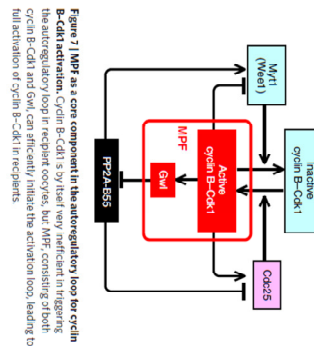 Inactive
cyclin B–Cdk1
Myt1
(Wee1)
Cdc25
Active
cyclin B–Cdk1
MPF
Gwl
PP2A-B55
Figure 7 | MPF as a core component in the autoregulatory loop for cyclin
B–Cdk1 activation. Cyclin B–Cdk1 is by itself very inefficient in triggering
the autoregulatory loop in recipient oocytes, but MPF, consisting of both
cyclin B–Cdk1 and Gwl, can efficiently initiate the activation loop, leading to
full activation of cyclin B–Cdk1 in recipients.